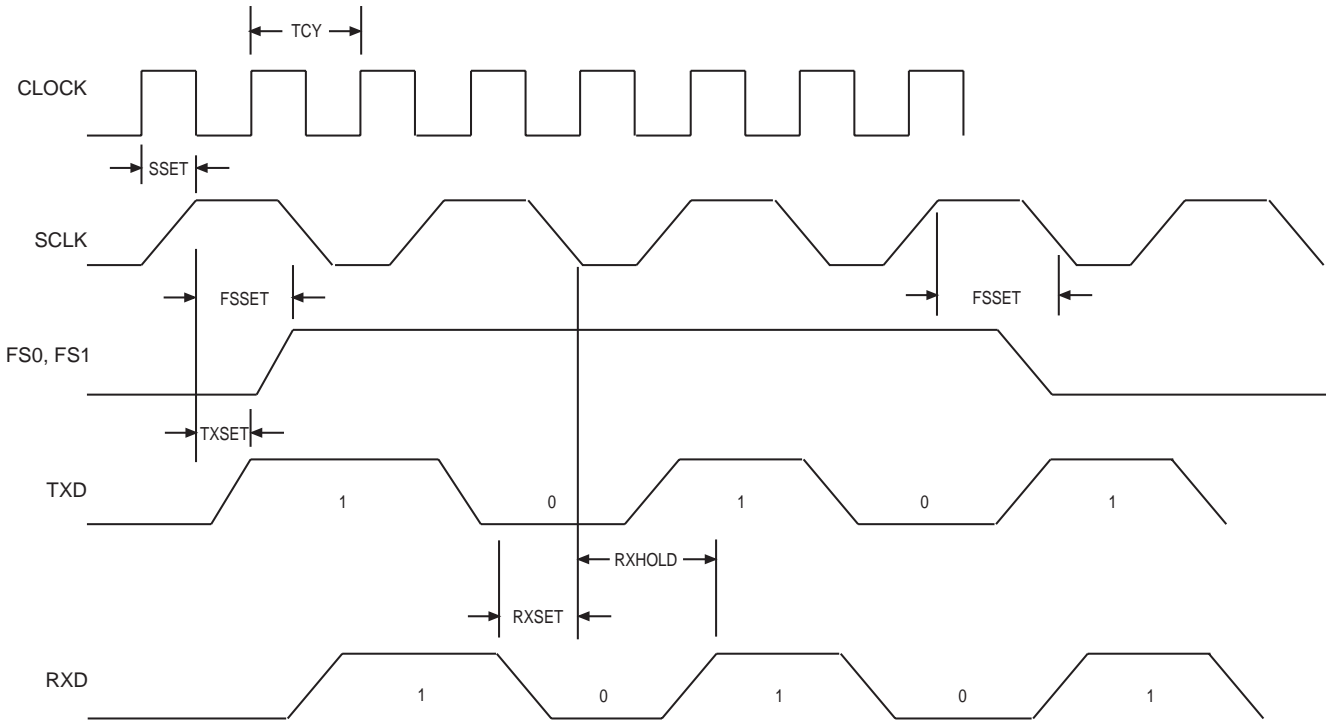 TCY
CLOCK
SSET
SCLK
FSSET
FSSET
FS0, FS1
TXSET
TXD
1
0
1
0
1
RXHOLD
RXSET
RXD
1
0
1
0
1